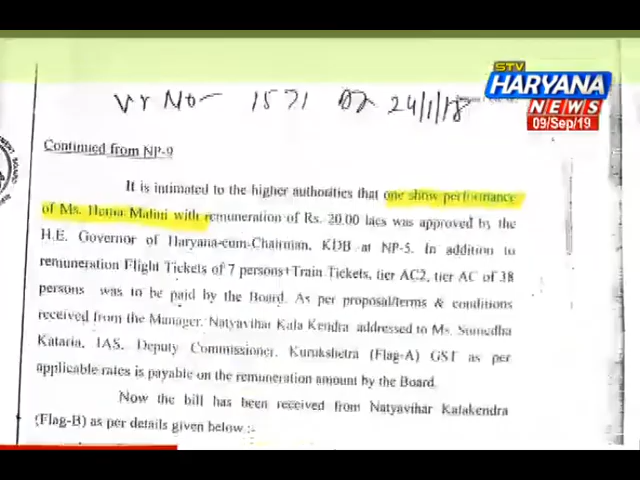 STV
HARYANA
NEWS
09/Sep/19
Vr No- 1571 24/1/18
Continued from NP-9
It is intimated to the higher authorities that one show performance
of Ms. Hema Malini with remuneration of Rs. 20.00 lacs was approved by the
H.E. Governor of Haryana-cum-Chairman, KDB at NP-5. In addition to
remuneration Flight Tickets of 7 persons+Train Tickets, tier AC2, tier AC of 38
persons was to be paid by the Board. As per proposal/terms & conditions
received from the Manager, Natyavihar Kala Kendra addressed to Ms. Sumedha
Kataria, IAS, Deputy Commissioner, Kurukshetra (Flag-A) GST as per
applicable rates is payable on the remuneration amount by the Board.
Now the bill has been received from Natyavihar Kalakendra
(Flag-B) as per details given below :-